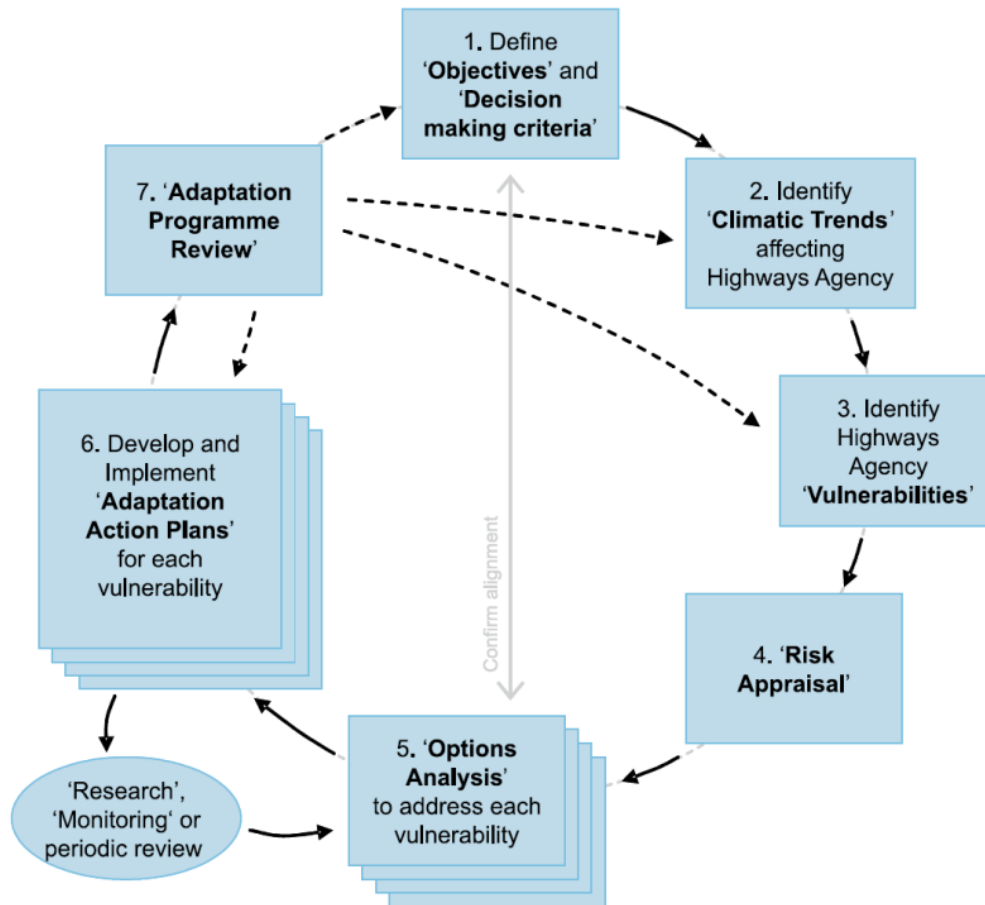 1. Define
‘Objectives’ and
‘Decision
making criteria’
2. Identify
‘Climatic Trends’
affecting
Highways Agency
3. Identify
Highways
Agency
‘Vulnerabilities’
4. ‘Risk
Appraisal’
5. ‘Options
Analysis’
to address each
vulnerability
6. Develop and
Implement
‘Adaptation
Action Plans’
for each
vulnerability
‘Research’,
‘Monitoring‘ or
periodic review
7. ‘Adaptation
Programme
Review’
Confirm alignment